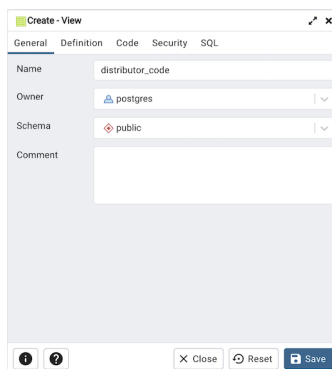 Create - View
General Definition Code Security SQL
Name distributor_code
Owner postgres
Schema public
Comment
Close Reset Save